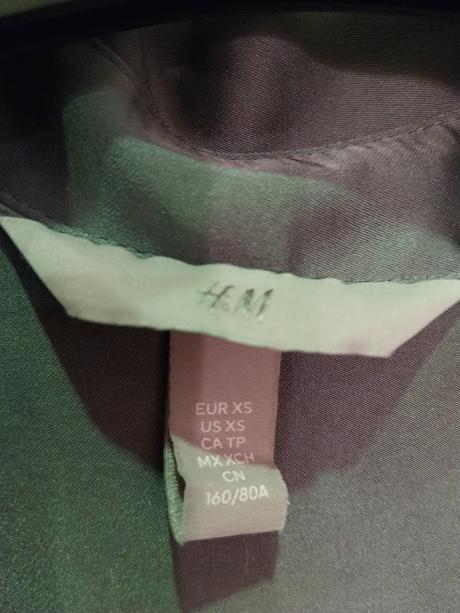 H&M
EUR XS
US XS
CA TP
MX XCH
CN
160/80A